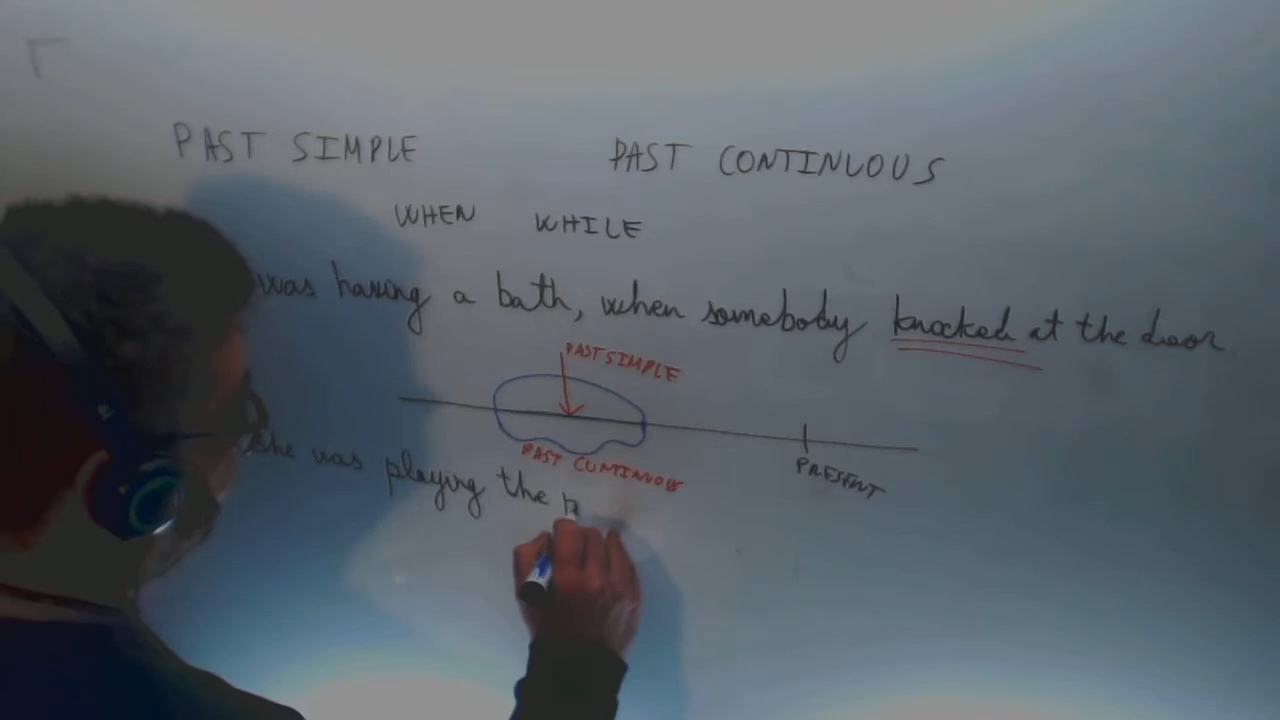 PAST SIMPLE PAST CONTINUOUS
WHEN WHILE
was having a bath, when somebody knocked at the door
PAST SIMPLE
PAST CONTINUOUS
PRESENT
She was playing the p